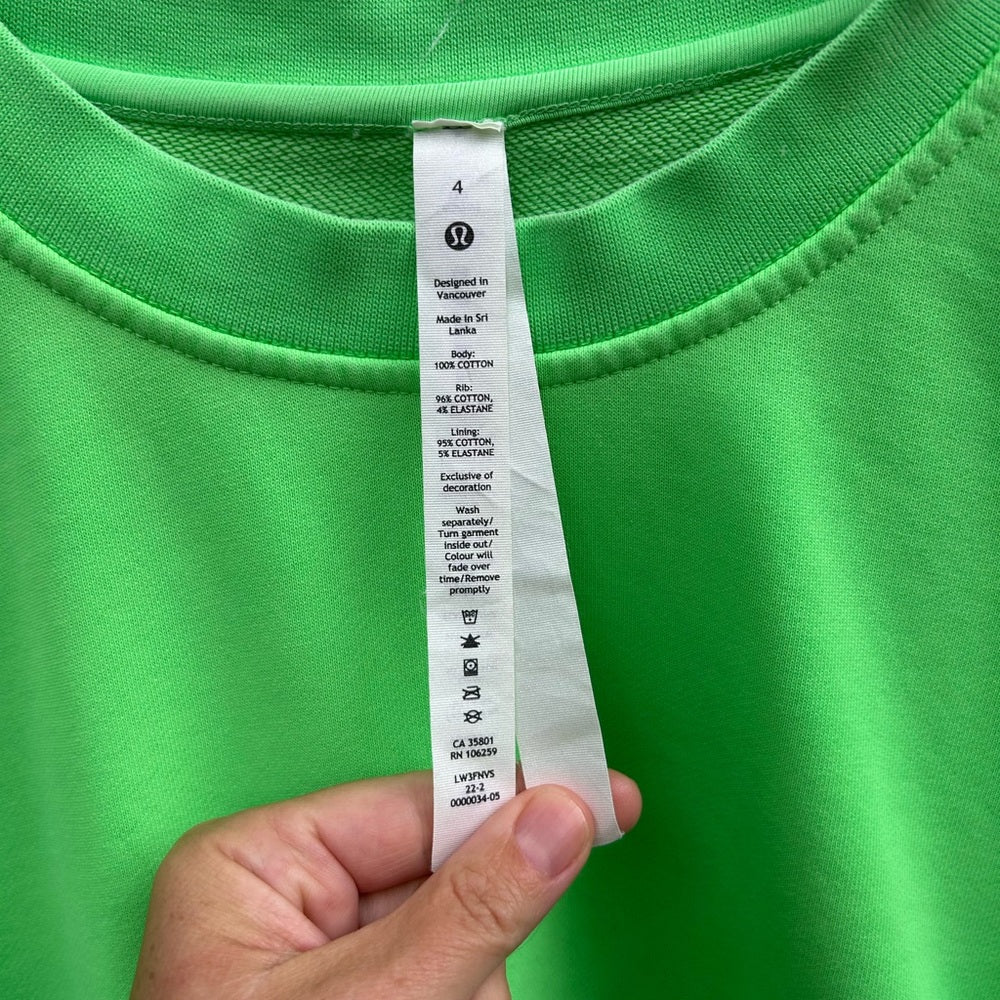 4
Designed in
Vancouver
Made in Sri
Lanka
Body:
100% COTTON
Rib:
96% COTTON,
4% ELASTANE
Lining:
95% COTTON,
5% ELASTANE
Exclusive of
decoration
Wash
separately/
Turn garment
inside out/
Colour will
fade over
time/Remove
promptly
CA 35801
RN 106259
LW3FNVS
22-2
0000034-05